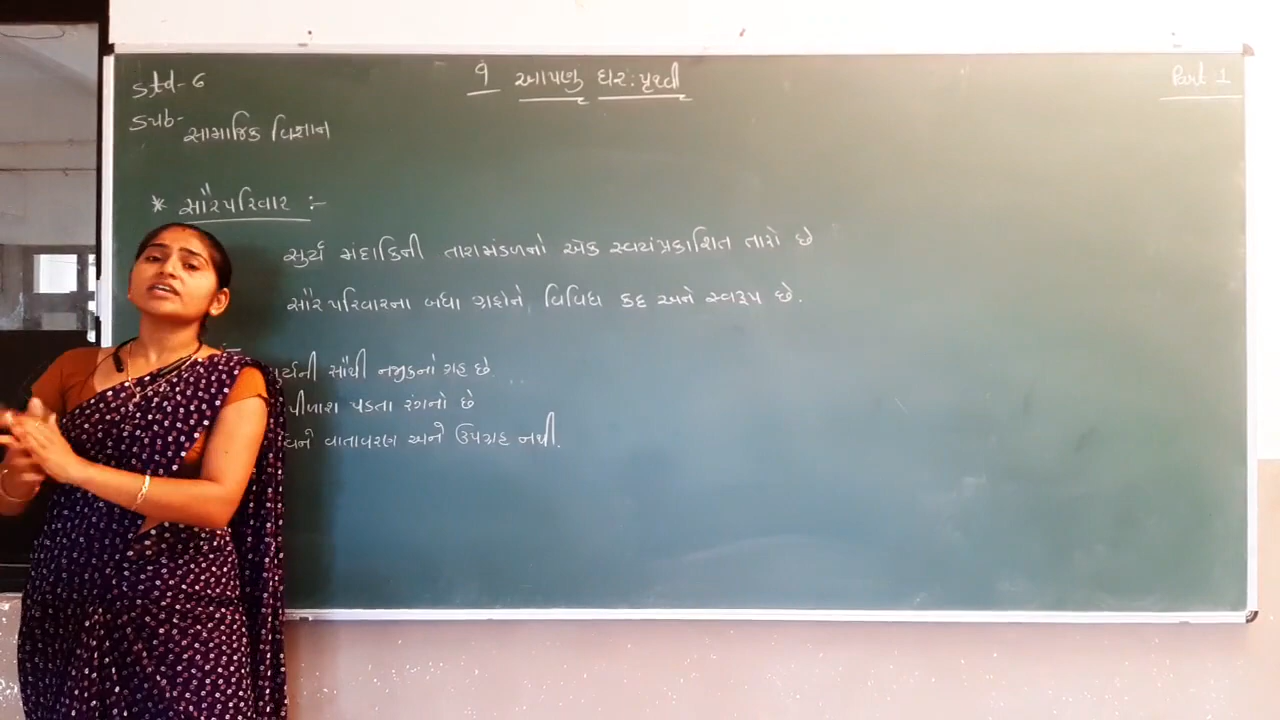 Std- 6
૧ આપણું ઘર : પૃથ્વી
Part 1
Sub- સામાજિક વિજ્ઞાન
* સૌરપરિવાર :-
સુર્ય મંદાકિની તારામંડળનો એક સ્વયંપ્રકાશિત તારો છે
સૌર પરિવારના બધા ગ્રહોને વિવિધ કદ અને સ્વરૂપ છે.
ર્યની સૌથી નજીકનો ગ્રહ છે.
પીળાશ પડતા રંગનો છે
વાતાવરણ અને ઉપગ્રહ નથી.